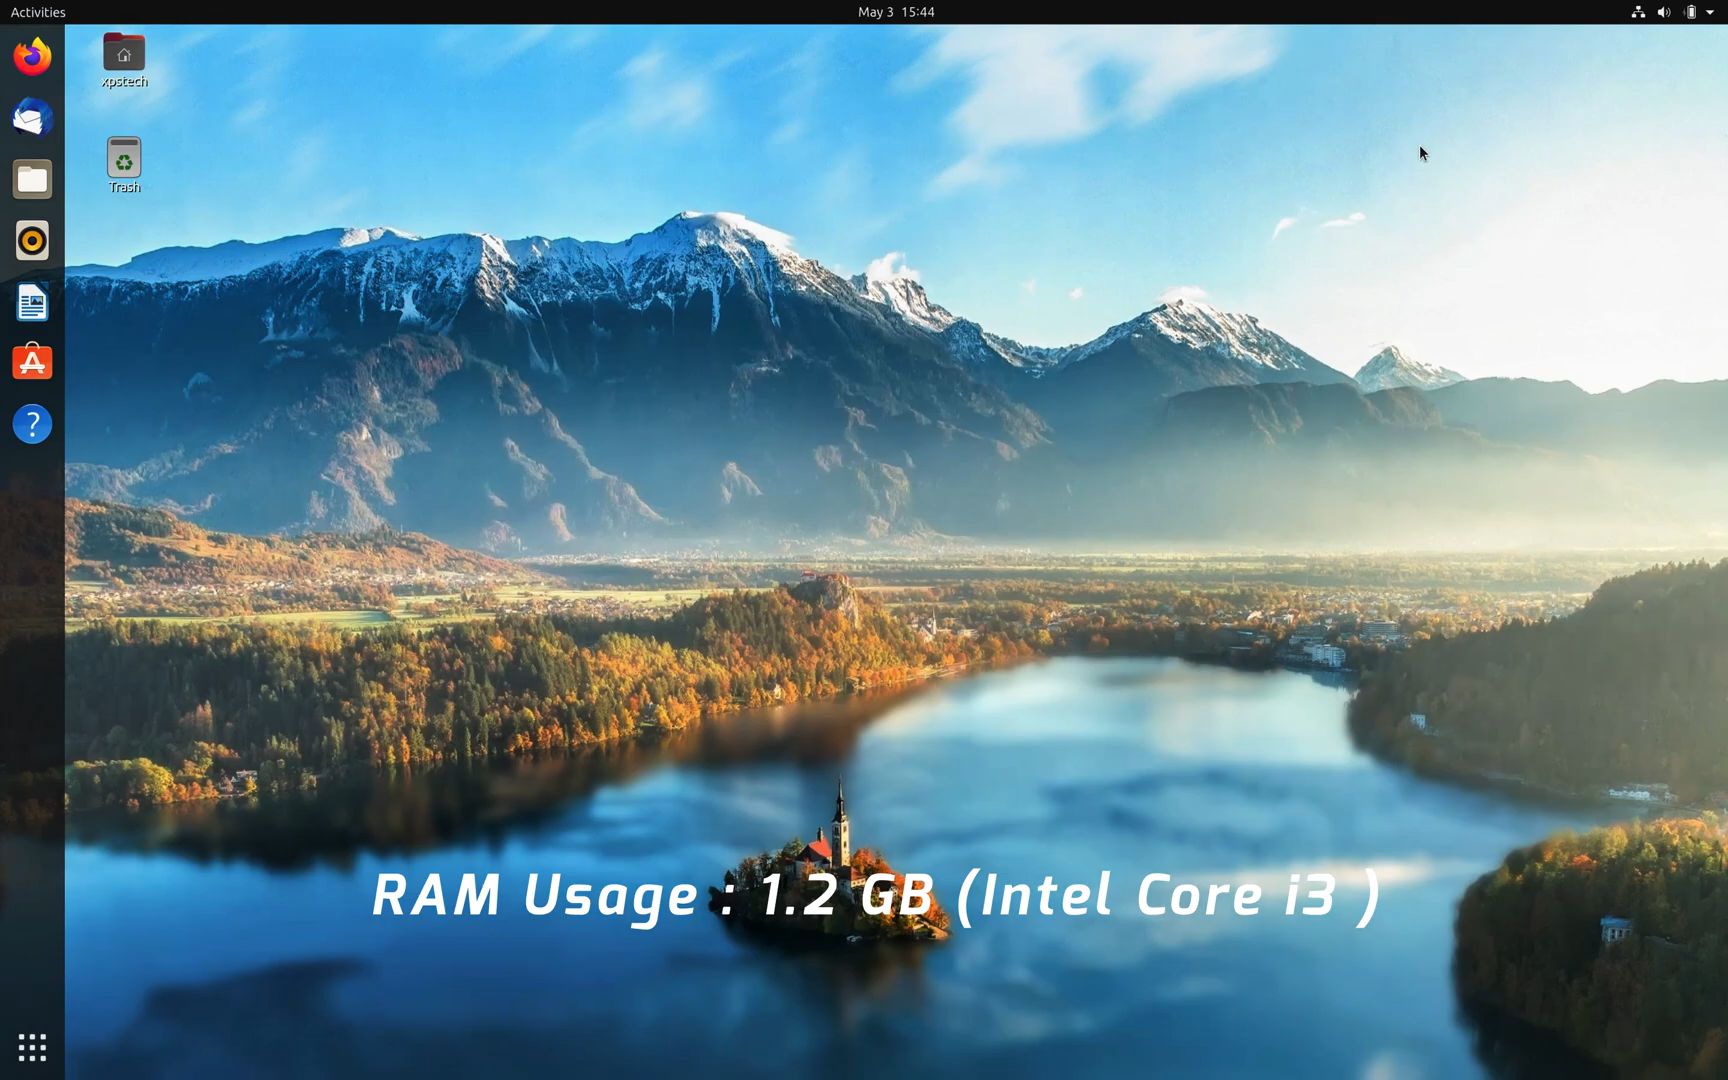 Activities
May 3 15:44
xpstech
Trash
?
RAM Usage : 1.2 GB (Intel Core i3 )